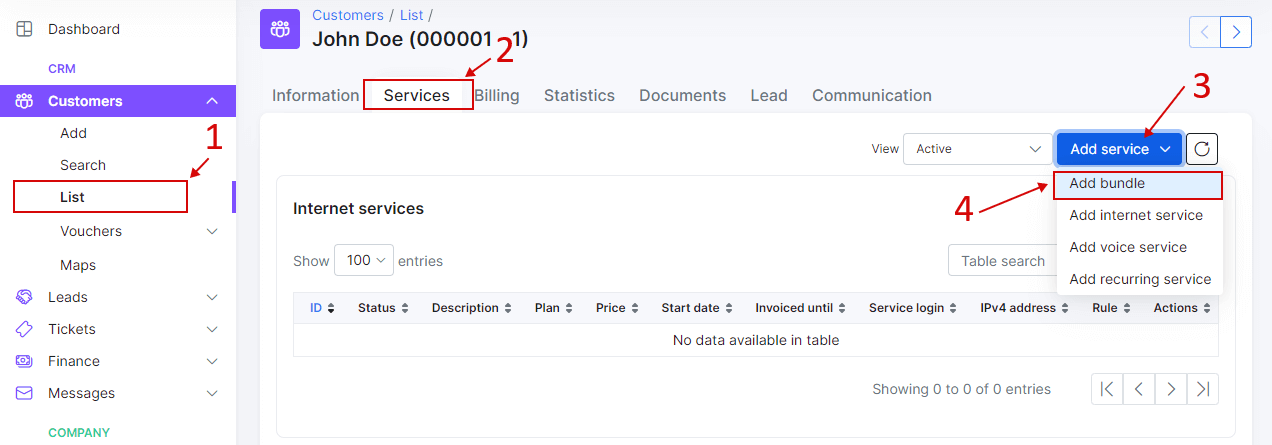 Dashboard
CRM
Customers
Add
Search
List
Vouchers
Maps
Leads
Tickets
Finance
Messages
COMPANY
1
Customers / List /
John Doe (000001 1)
2
Information Services Billing Statistics Documents Lead Communication
3
View Active Add service
4
Add bundle
Add internet service
Add voice service
Add recurring service
Internet services
Show 100 entries
Table search
ID Status Description Plan Price Start date Invoiced until Service login IPv4 address Rule Actions
No data available in table
Showing 0 to 0 of 0 entries